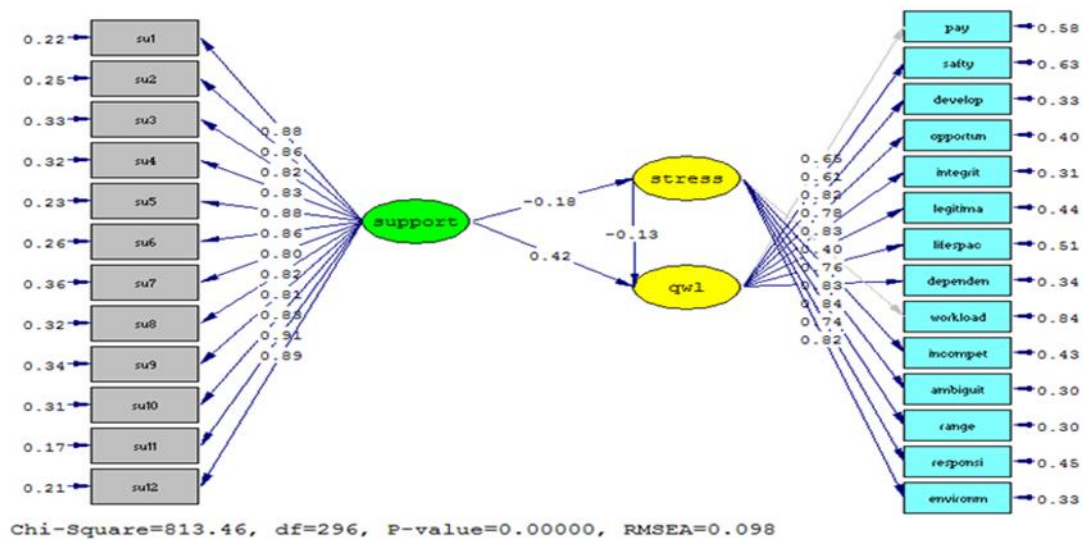 0.22 su1
0.25 su2
0.33 su3
0.32 su4
0.23 su5
0.26 su6
0.36 su7
0.32 su8
0.34 su9
0.31 su10
0.17 su11
0.21 su12
0.88
0.86
0.82
0.83
0.88
0.86
0.80
0.82
0.81
0.83
0.91
0.89
support
-0.18
0.42
stress
-0.13
qwl
0.65
0.61
0.82
0.78
0.83
0.40
0.76
0.83
0.84
0.74
0.82
pay 0.58
safty 0.63
develop 0.33
opportun 0.40
integrit 0.31
legitima 0.44
lifespac 0.51
dependen 0.34
workload 0.84
incompet 0.43
ambiguit 0.30
range 0.30
responsi 0.45
environm 0.33
Chi-Square=813.46, df=296, P-value=0.00000, RMSEA=0.098